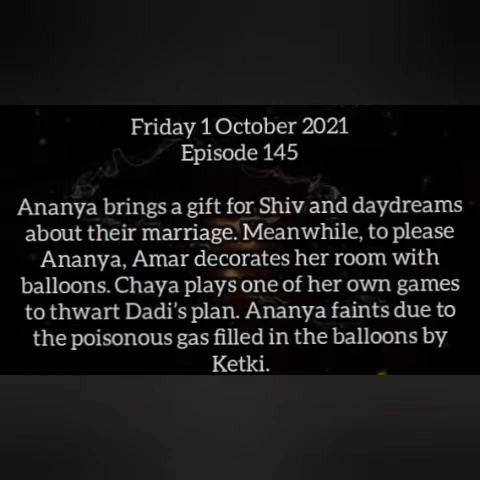 Friday 1 October 2021
Episode 145
Ananya brings a gift for Shiv and daydreams
about their marriage. Meanwhile, to please
Ananya, Amar decorates her room with
balloons. Chaya plays one of her own games
to thwart Dadi’s plan. Ananya faints due to
the poisonous gas filled in the balloons by
Ketki.